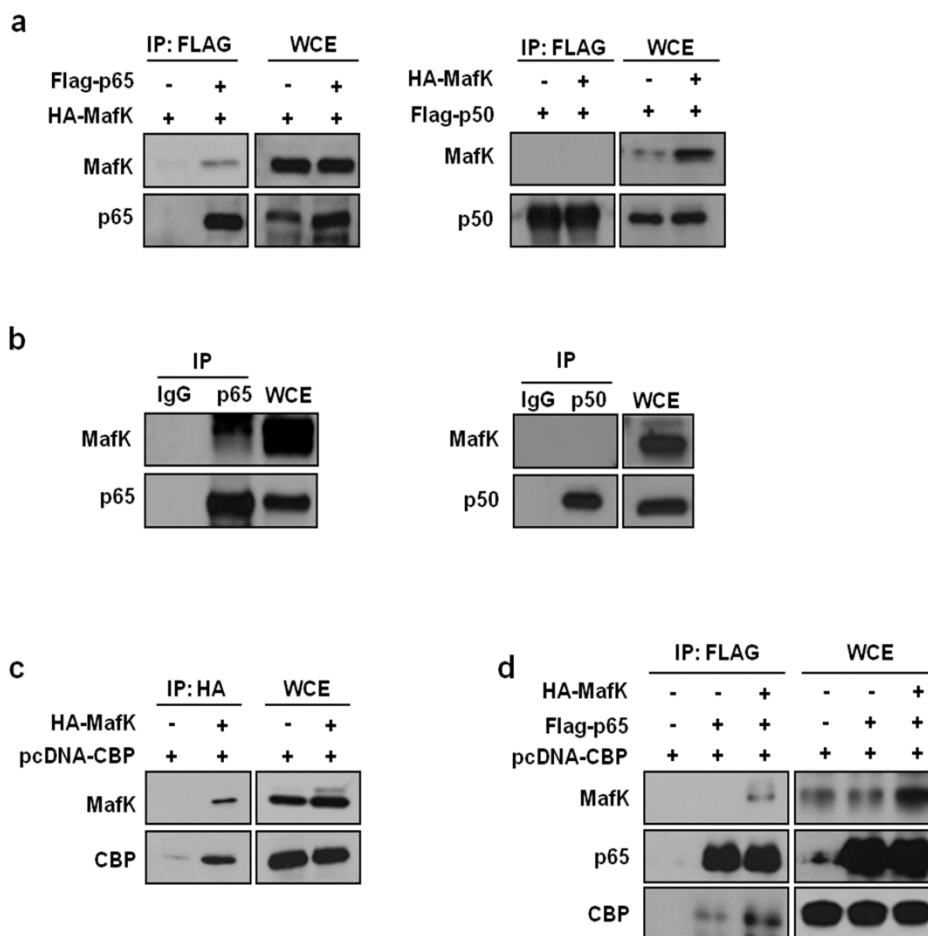 a
IP: FLAG WCE
Flag-p65 - + - +
HA-MafK + + + +
MafK
p65
IP: FLAG WCE
HA-MafK - + - +
Flag-p50 + + + +
MafK
p50
b
IP
IgG p65 WCE
MafK
p65
IP
IgG p50 WCE
MafK
p50
c
IP: HA WCE
HA-MafK - + - +
pcDNA-CBP + + + +
MafK
CBP
d
IP: FLAG WCE
HA-MafK - - + - - +
Flag-p65 - + + - + +
pcDNA-CBP + + + + + +
MafK
p65
CBP